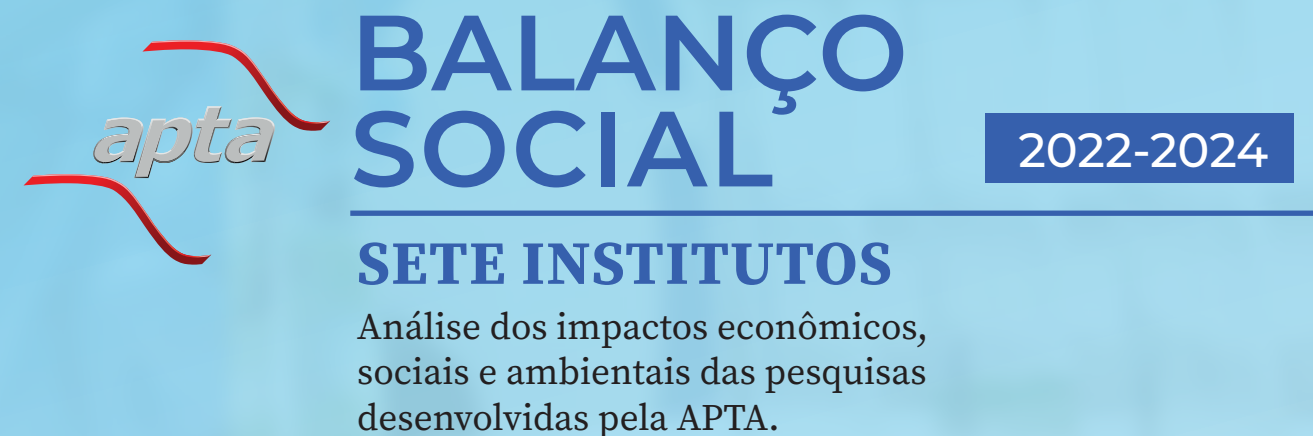 apta
BALANÇO
SOCIAL
2022-2024
SETE INSTITUTOS
Análise dos impactos econômicos,
sociais e ambientais das pesquisas
desenvolvidas pela APTA.